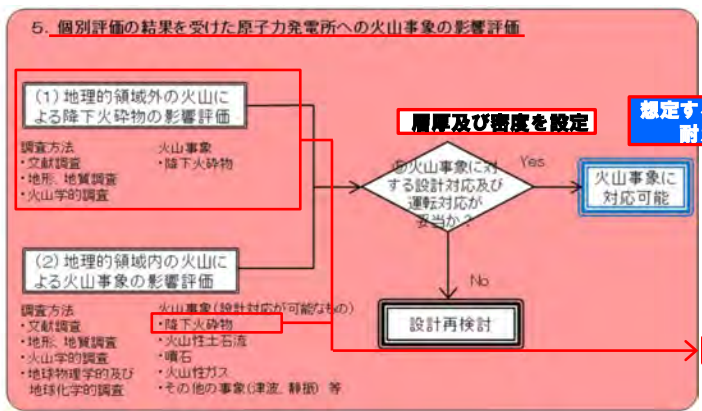 5. 個別評価の結果を受けた原子力発電所への火山事象の影響評価
(1)地理的領域外の火山に
よる降下火砕物の影響評価
調査方法
・文献調査
・地形、地質調査
・火山学的調査
火山事象
・降下火砕物
層厚及び密度を設定
想定す
耐
⑤火山事象に対
する設計対応及び
運転対応が
妥当か?
Yes
火山事象に
対応可能
No
設計再検討
(2)地理的領域内の火山に
よる火山事象の影響評価
調査方法
・文献調査
・地形、地質調査
・火山学的調査
・地球物理学的及び
地球化学的調査
火山事象(設計対応が可能なもの)
・降下火砕物
・火山性土石流
・噴石
・火山性ガス
・その他の事象(津波、静振) 等